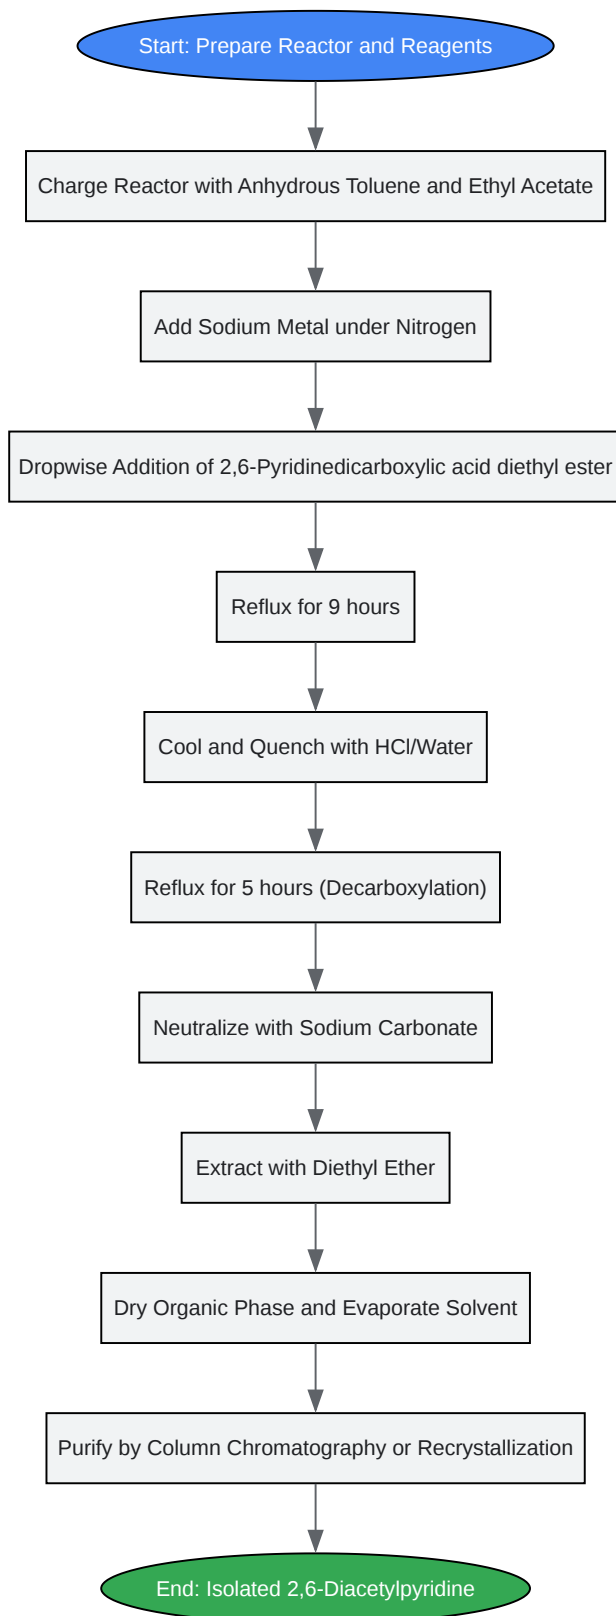 Start: Prepare Reactor and Reagents
Charge Reactor with Anhydrous Toluene and Ethyl Acetate
Add Sodium Metal under Nitrogen
Dropwise Addition of 2,6-Pyridinedicarboxylic acid diethyl ester
Reflux for 9 hours
Cool and Quench with HCl/Water
Reflux for 5 hours (Decarboxylation)
Neutralize with Sodium Carbonate
Extract with Diethyl Ether
Dry Organic Phase and Evaporate Solvent
Purify by Column Chromatography or Recrystallization
End: Isolated 2,6-Diacetylpyridine